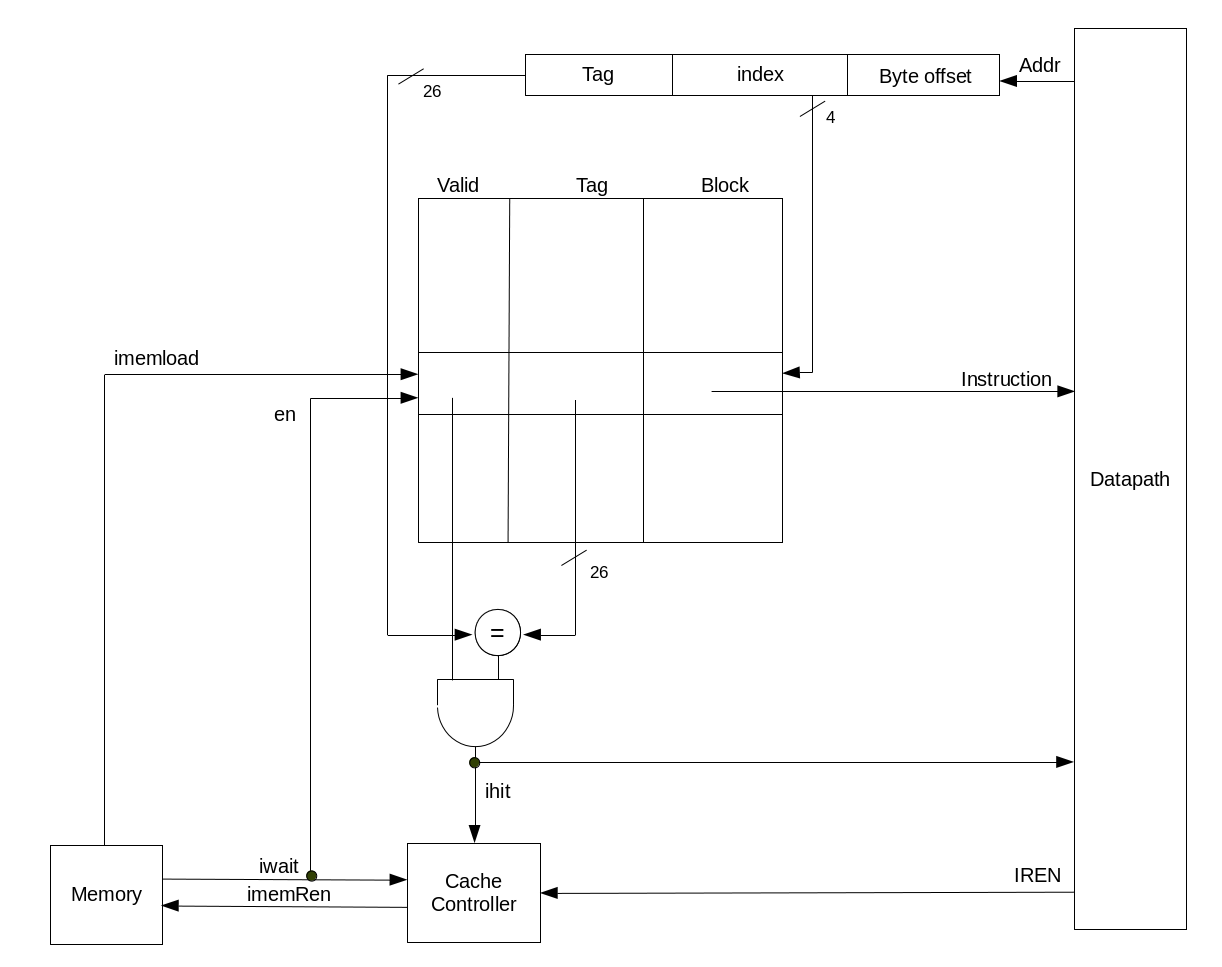 Addr
Tag
index
Byte offset
26
4
Valid
Tag
Block
imemload
Instruction
en
Datapath
26
=
ihit
iwait
imemRen
Memory
Cache
Controller
IREN